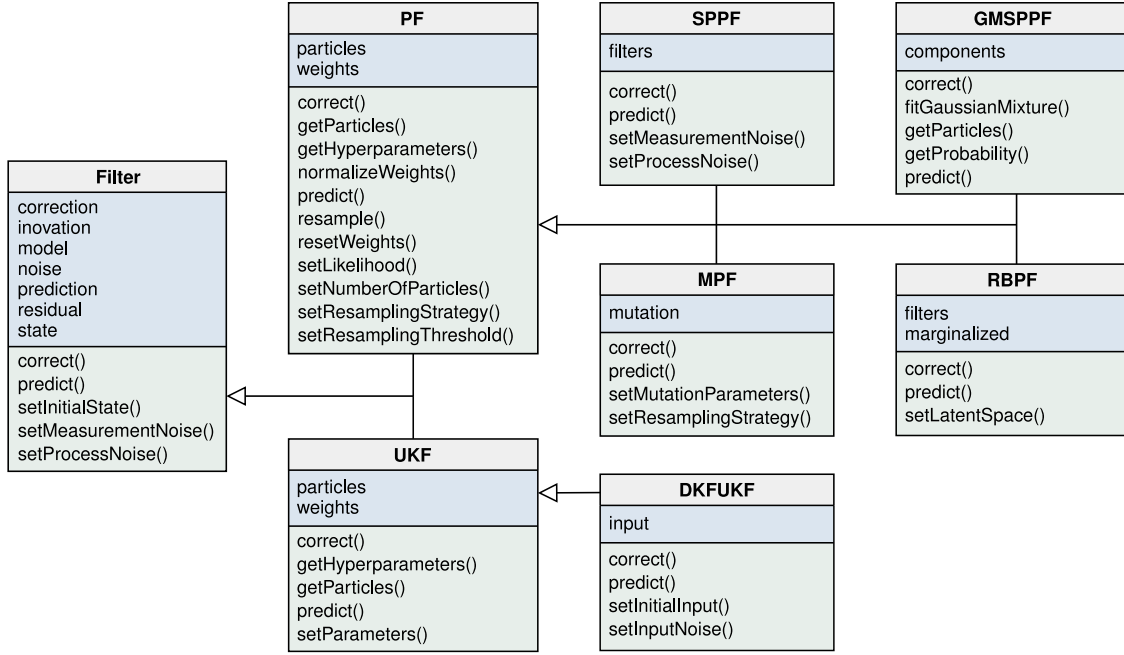 PF
particles
weights
correct()
getParticles()
getHyperparameters()
normalizeWeights()
predict()
resample()
resetWeights()
setLikelihood()
setNumberOfParticles()
setResamplingStrategy()
setResamplingThreshold()
SPPF
filters
correct()
predict()
setMeasurementNoise()
setProcessNoise()
GMSPPF
components
correct()
fitGaussianMixture()
getParticles()
getProbability()
predict()
Filter
correction
inovation
model
noise
prediction
residual
state
correct()
predict()
setInitialState()
setMeasurementNoise()
setProcessNoise()
MPF
mutation
correct()
predict()
setMutationParameters()
setResamplingStrategy()
RBPF
filters
marginalized
correct()
predict()
setLatentSpace()
UKF
particles
weights
correct()
getHyperparameters()
getParticles()
predict()
setParameters()
DKFUKF
input
correct()
predict()
setInitialInput()
setInputNoise()